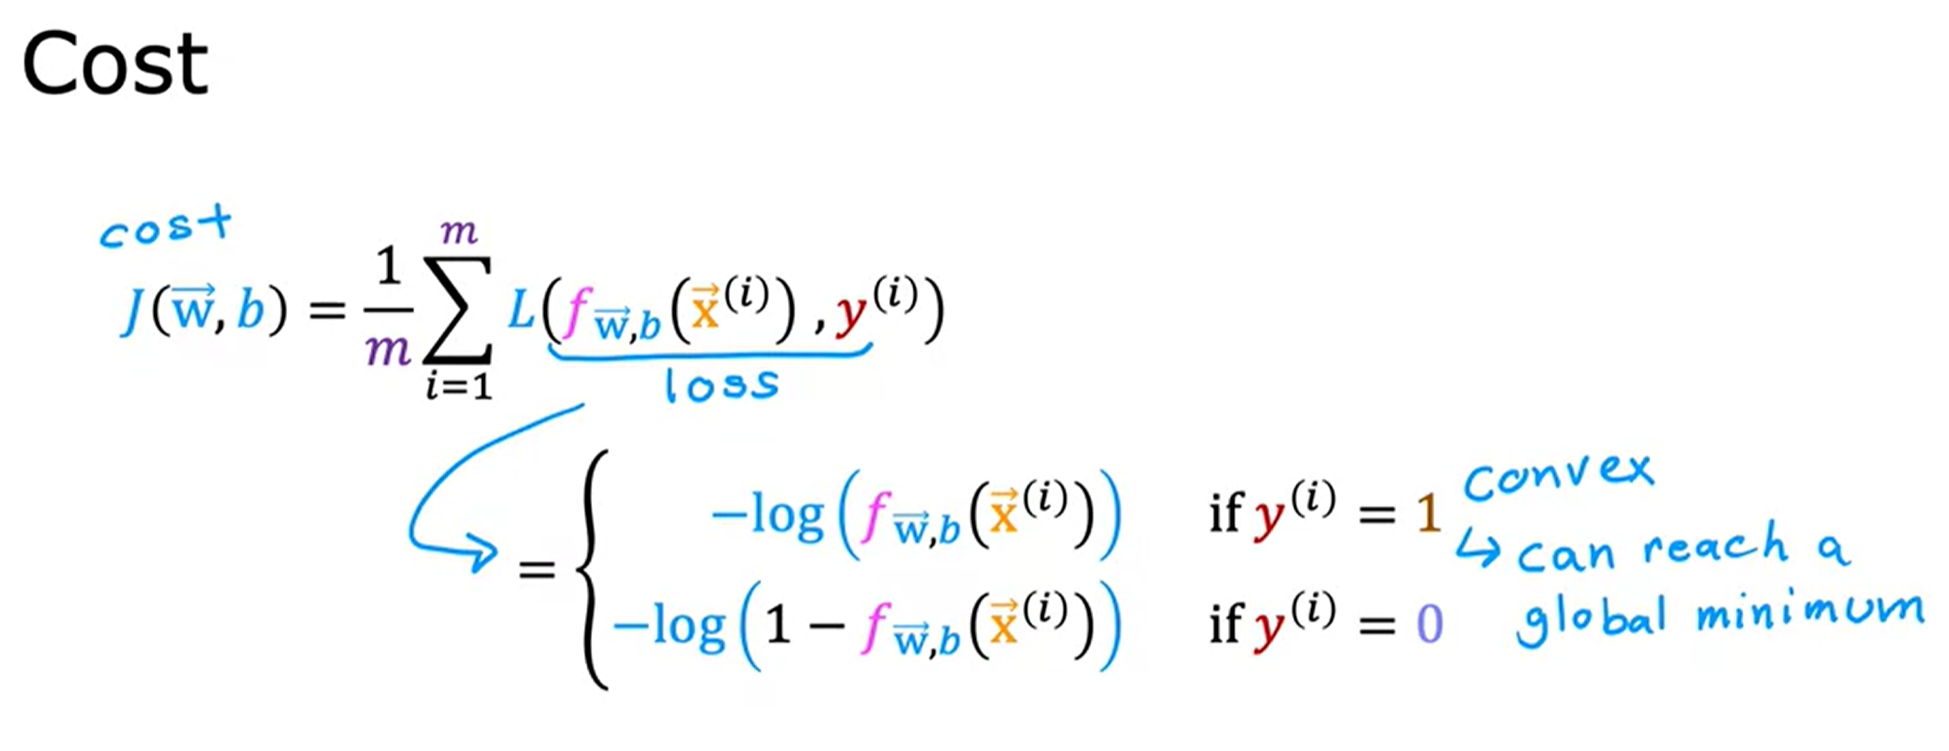 Cost
cost
J(w⃗, b) = 1/m ∑_{i=1}^{m} L(f_{w⃗,b}(x⃗^{(i)}), y^{(i)})
loss
= { −log(f_{w⃗,b}(x⃗^{(i)})) if y^{(i)} = 1
−log(1 − f_{w⃗,b}(x⃗^{(i)})) if y^{(i)} = 0
convex
↳ can reach a
global minimum